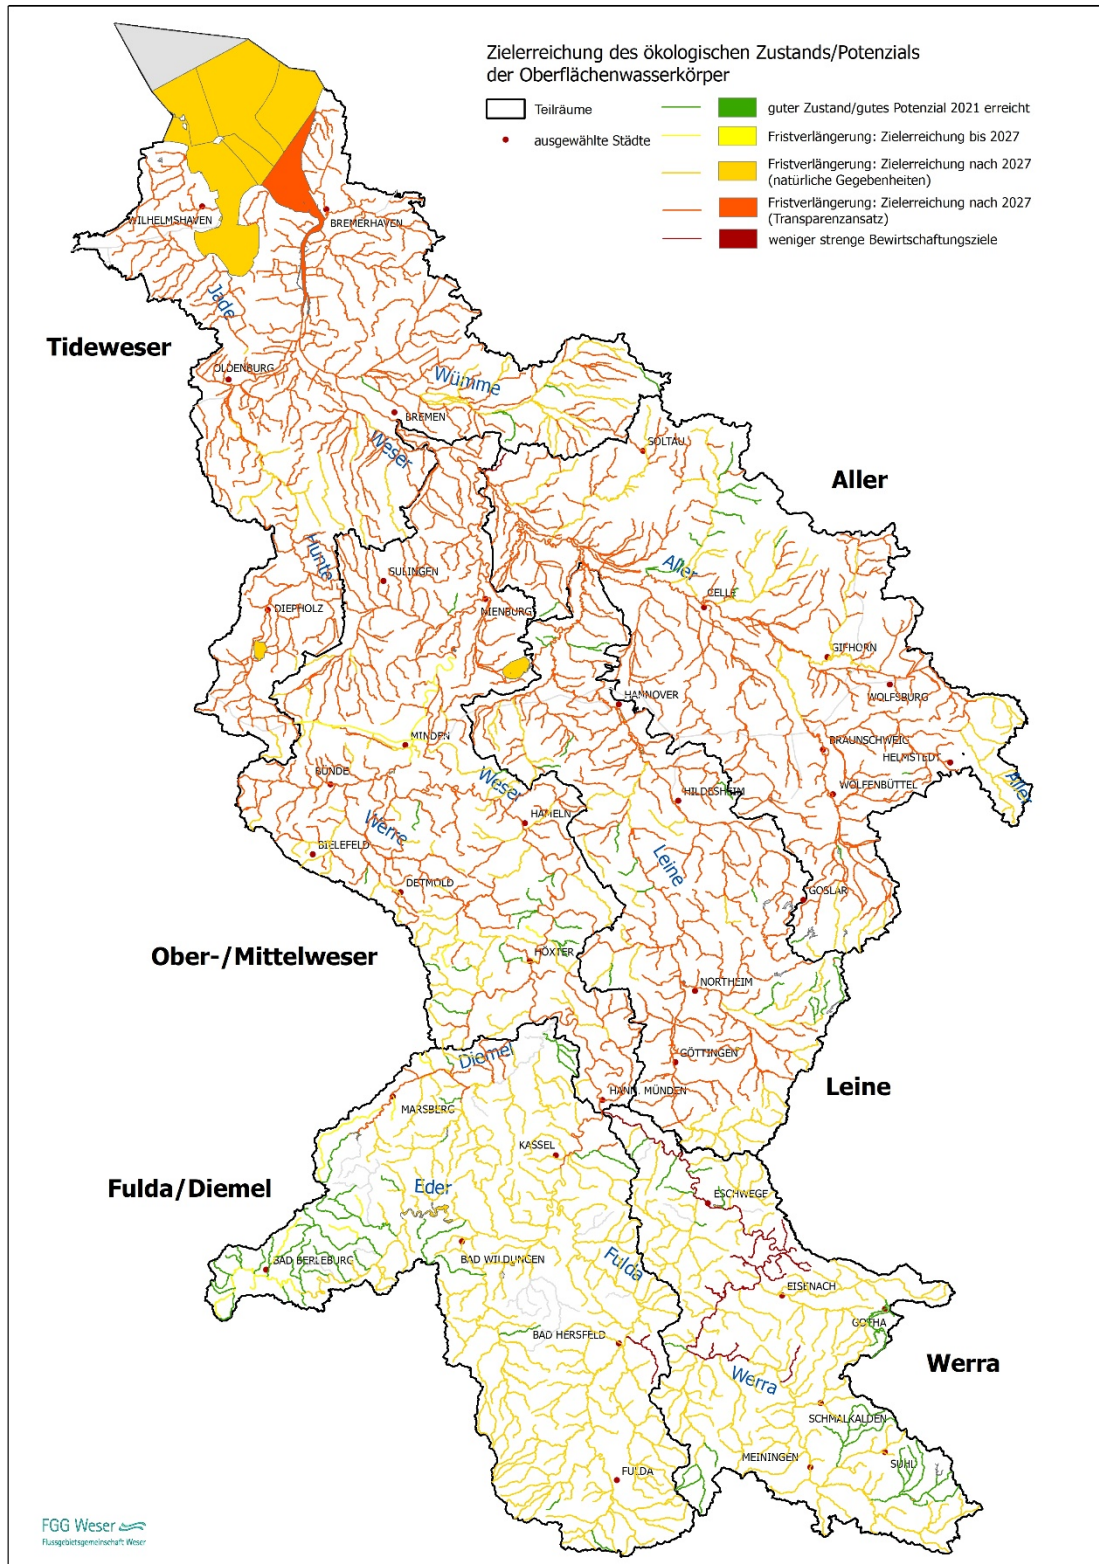 Zielerreichung des ökologischen Zustands/Potenzials
der Oberflächenwasserkörper
Teilräume
ausgewählte Städte
guter Zustand/gutes Potenzial 2021 erreicht
Fristverlängerung: Zielerreichung bis 2027
Fristverlängerung: Zielerreichung nach 2027
(natürliche Gegebenheiten)
Fristverlängerung: Zielerreichung nach 2027
(Transparenzansatz)
weniger strenge Bewirtschaftungsziele
WILHELMSHAVEN
BREMERHAVEN
Jade
Tideweser
OLDENBURG
Wümme
BREMEN
Weser
SOLTAU
Aller
Hunte
SULINGEN
Aller
CELLE
DIEPHOLZ
NIENBURG
GIFHORN
WOLFSBURG
HANNOVER
MINDEN
BRAUNSCHWEIG
HELMSTEDT
BÜNDE
Weser
WOLFENBÜTTEL
Aller
HILDESHEIM
HAMELN
Werre
BIELEFELD
Leine
DETMOLD
GOSLAR
Ober-/Mittelweser
HÖXTER
NORTHEIM
Diemel
GÖTTINGEN
Leine
MARSBERG
HANN. MÜNDEN
KASSEL
Fulda/Diemel
Eder
ESCHWEGE
BAD BERLEBURG
BAD WILDUNGEN
Fulda
EISENACH
GOTHA
BAD HERSFELD
Werra
Werra
SCHMALKALDEN
MEININGEN
SUHL
FULDA
FGG Weser
Flussgebietsgemeinschaft Weser